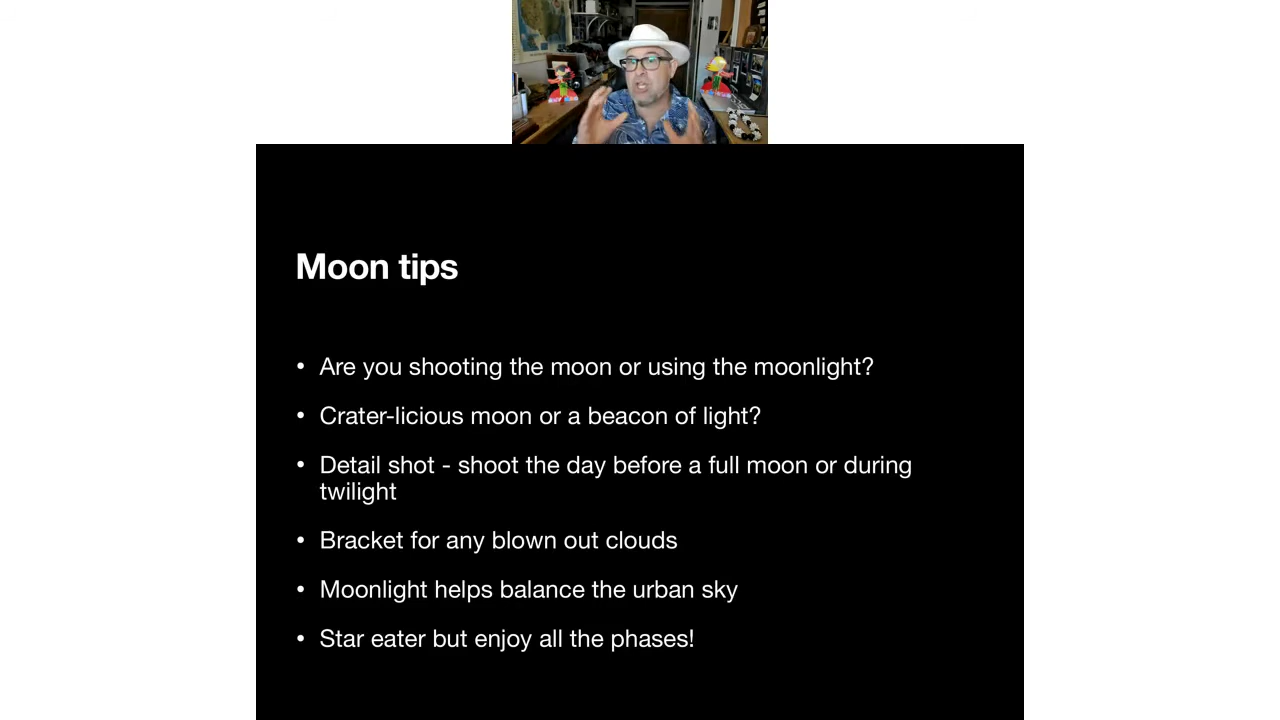 Moon tips
• Are you shooting the moon or using the moonlight?
• Crater-licious moon or a beacon of light?
• Detail shot - shoot the day before a full moon or during
twilight
• Bracket for any blown out clouds
• Moonlight helps balance the urban sky
• Star eater but enjoy all the phases!